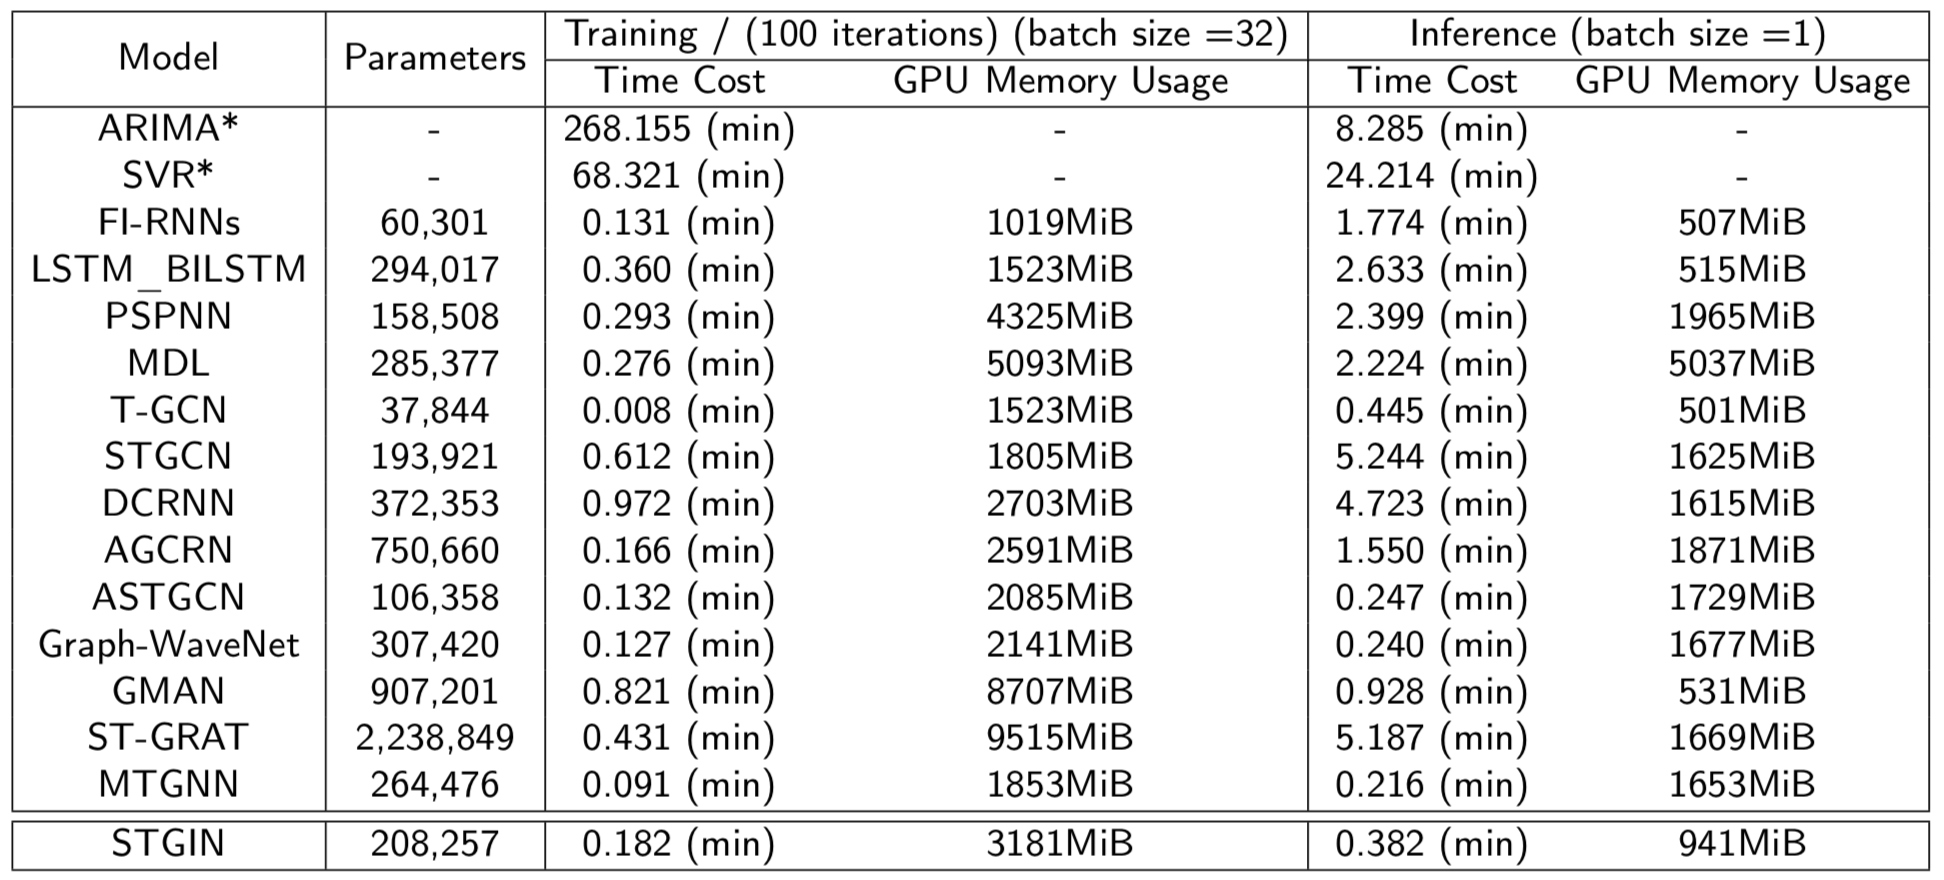 Model Parameters Training / (100 iterations) (batch size =32) Inference (batch size =1)
Time Cost GPU Memory Usage Time Cost GPU Memory Usage
ARIMA* - 268.155 (min) - 8.285 (min) -
SVR* - 68.321 (min) - 24.214 (min) -
FI-RNNs 60,301 0.131 (min) 1019MiB 1.774 (min) 507MiB
LSTM_BILSTM 294,017 0.360 (min) 1523MiB 2.633 (min) 515MiB
PSPNN 158,508 0.293 (min) 4325MiB 2.399 (min) 1965MiB
MDL 285,377 0.276 (min) 5093MiB 2.224 (min) 5037MiB
T-GCN 37,844 0.008 (min) 1523MiB 0.445 (min) 501MiB
STGCN 193,921 0.612 (min) 1805MiB 5.244 (min) 1625MiB
DCRNN 372,353 0.972 (min) 2703MiB 4.723 (min) 1615MiB
AGCRN 750,660 0.166 (min) 2591MiB 1.550 (min) 1871MiB
ASTGCN 106,358 0.132 (min) 2085MiB 0.247 (min) 1729MiB
Graph-WaveNet 307,420 0.127 (min) 2141MiB 0.240 (min) 1677MiB
GMAN 907,201 0.821 (min) 8707MiB 0.928 (min) 531MiB
ST-GRAT 2,238,849 0.431 (min) 9515MiB 5.187 (min) 1669MiB
MTGNN 264,476 0.091 (min) 1853MiB 0.216 (min) 1653MiB
STGIN 208,257 0.182 (min) 3181MiB 0.382 (min) 941MiB